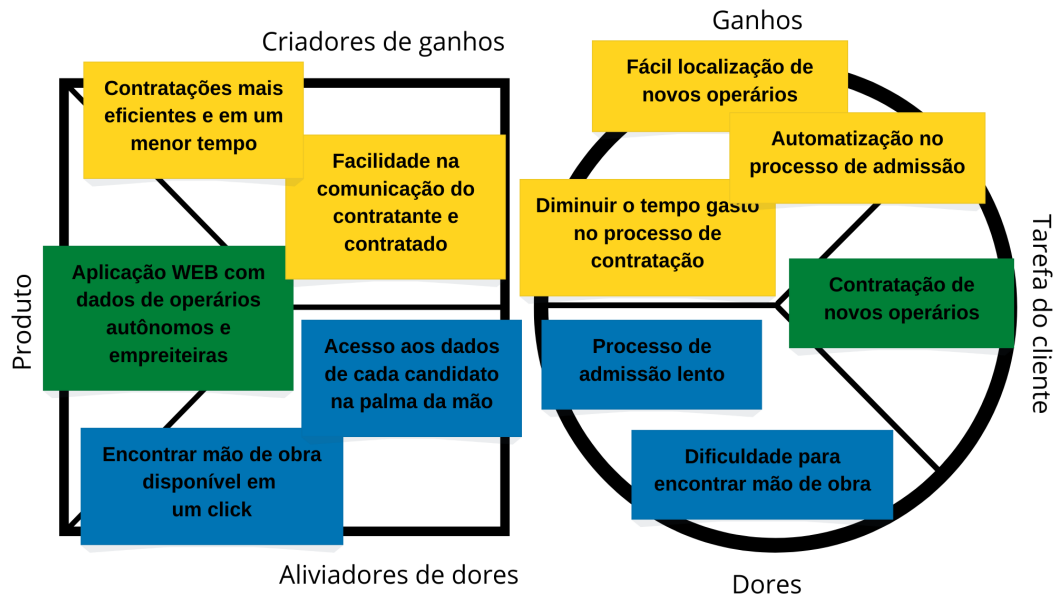 Criadores de ganhos
Contratações mais
eficientes e em um
menor tempo
Facilidade na
comunicação do
contratante e
contratado
Produto
Aplicação WEB com
dados de operários
autônomos e
empreiteiras
Acesso aos dados
de cada candidato
na palma da mão
Encontrar mão de obra
disponível em
um click
Aliviadores de dores
Ganhos
Fácil localização de
novos operários
Automatização no
processo de admissão
Diminuir o tempo gasto
no processo de
contratação
Tarefa do cliente
Contratação de
novos operários
Processo de
admissão lento
Dificuldade para
encontrar mão de obra
Dores